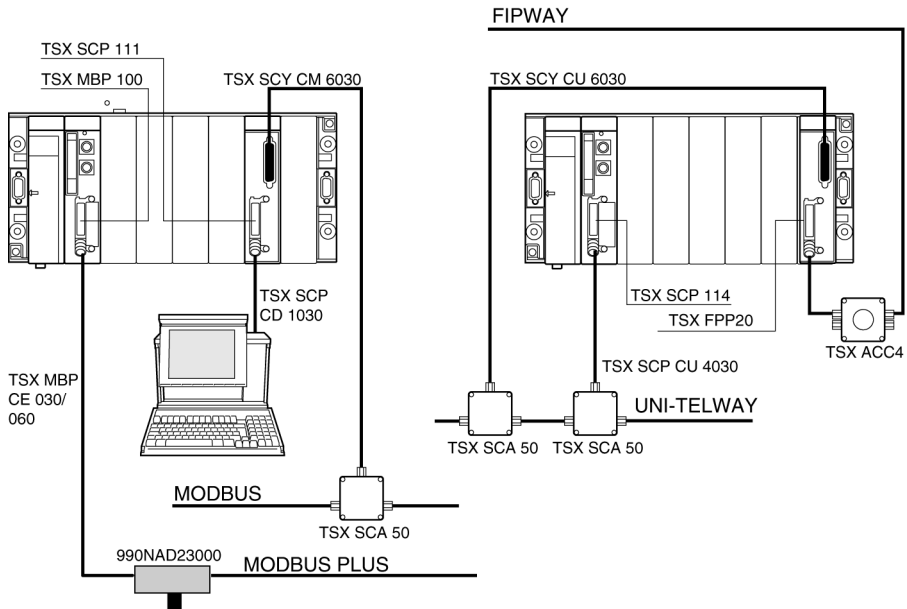 FIPWAY
TSX SCP 111
TSX MBP 100
TSX SCY CM 6030
TSX SCY CU 6030
TSX SCP
CD 1030
TSX SCP 114
TSX FPP20
TSX ACC4
TSX SCP CU 4030
TSX MBP
CE 030/
060
UNI-TELWAY
TSX SCA 50
TSX SCA 50
MODBUS
TSX SCA 50
990NAD23000
MODBUS PLUS